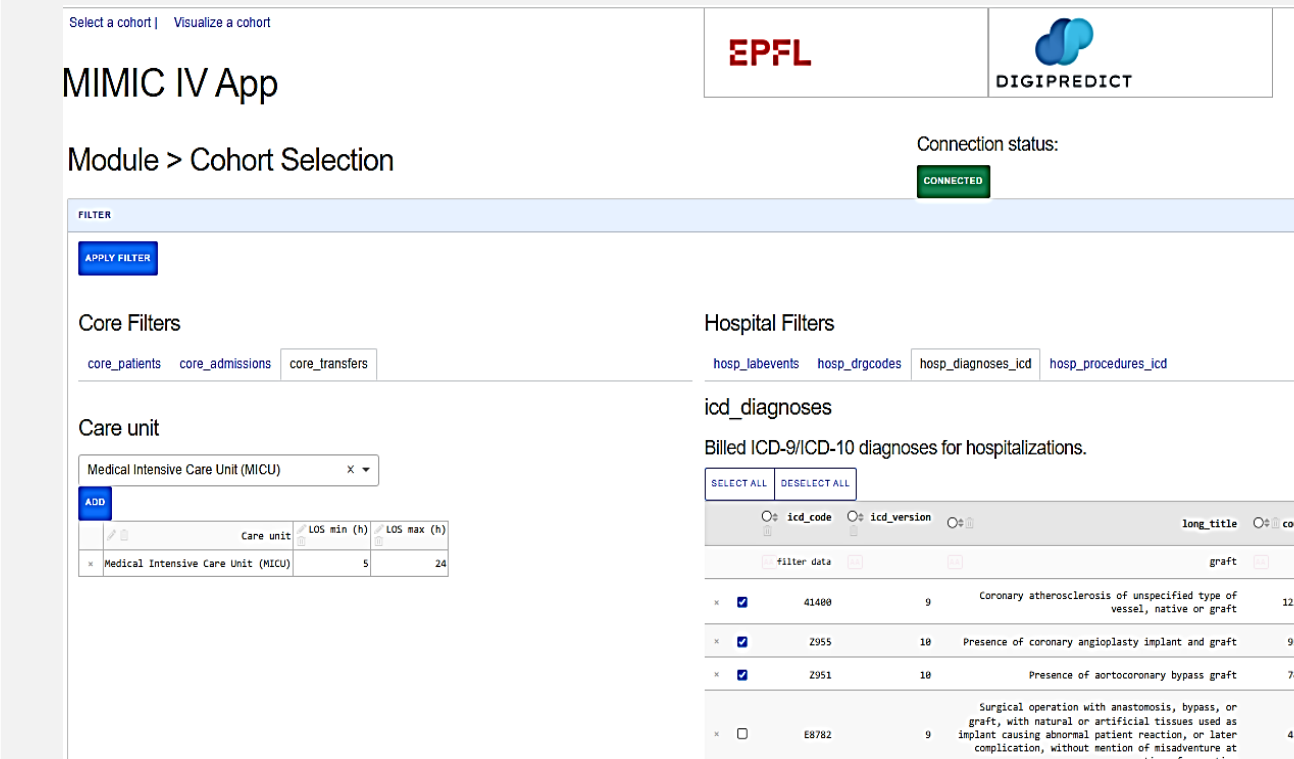 Select a cohort | Visualize a cohort
EPFL
DIGIPREDICT
MIMIC IV App
Module > Cohort Selection
Connection status:
CONNECTED
FILTER
APPLY FILTER
Core Filters
core_patients core_admissions core_transfers
Care unit
Medical Intensive Care Unit (MICU) x
ADD
Care unit LOS min (h) LOS max (h)
× Medical Intensive Care Unit (MICU) 5 24
Hospital Filters
hosp_labevents hosp_drgcodes hosp_diagnoses_icd hosp_procedures_icd
icd_diagnoses
Billed ICD-9/ICD-10 diagnoses for hospitalizations.
SELECT ALL DESELECT ALL
icd_code icd_version long_title
filter data graft
× 41400 9 Coronary atherosclerosis of unspecified type of
vessel, native or graft
× Z955 10 Presence of coronary angioplasty implant and graft
× Z951 10 Presence of aortocoronary bypass graft
Surgical operation with anastomosis, bypass, or
graft, with natural or artificial tissues used as
× E8782 9 implant causing abnormal patient reaction, or later
complication, without mention of misadventure at